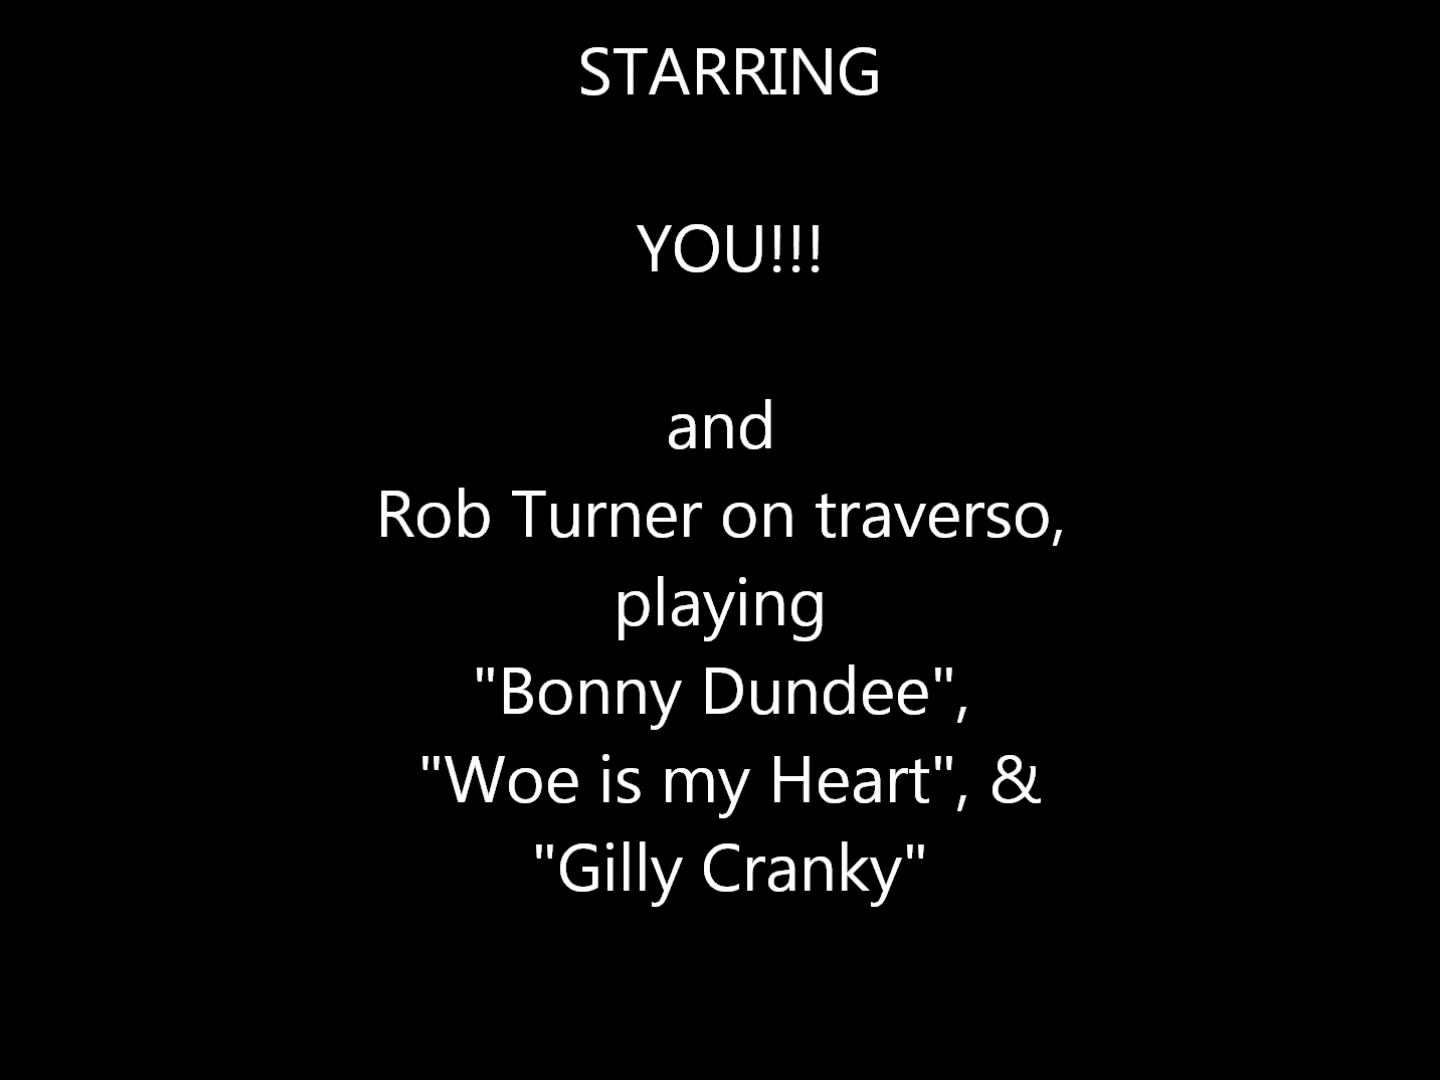 STARRING
YOU!!!
and
Rob Turner on traverso,
playing
"Bonny Dundee",
"Woe is my Heart", &
"Gilly Cranky"